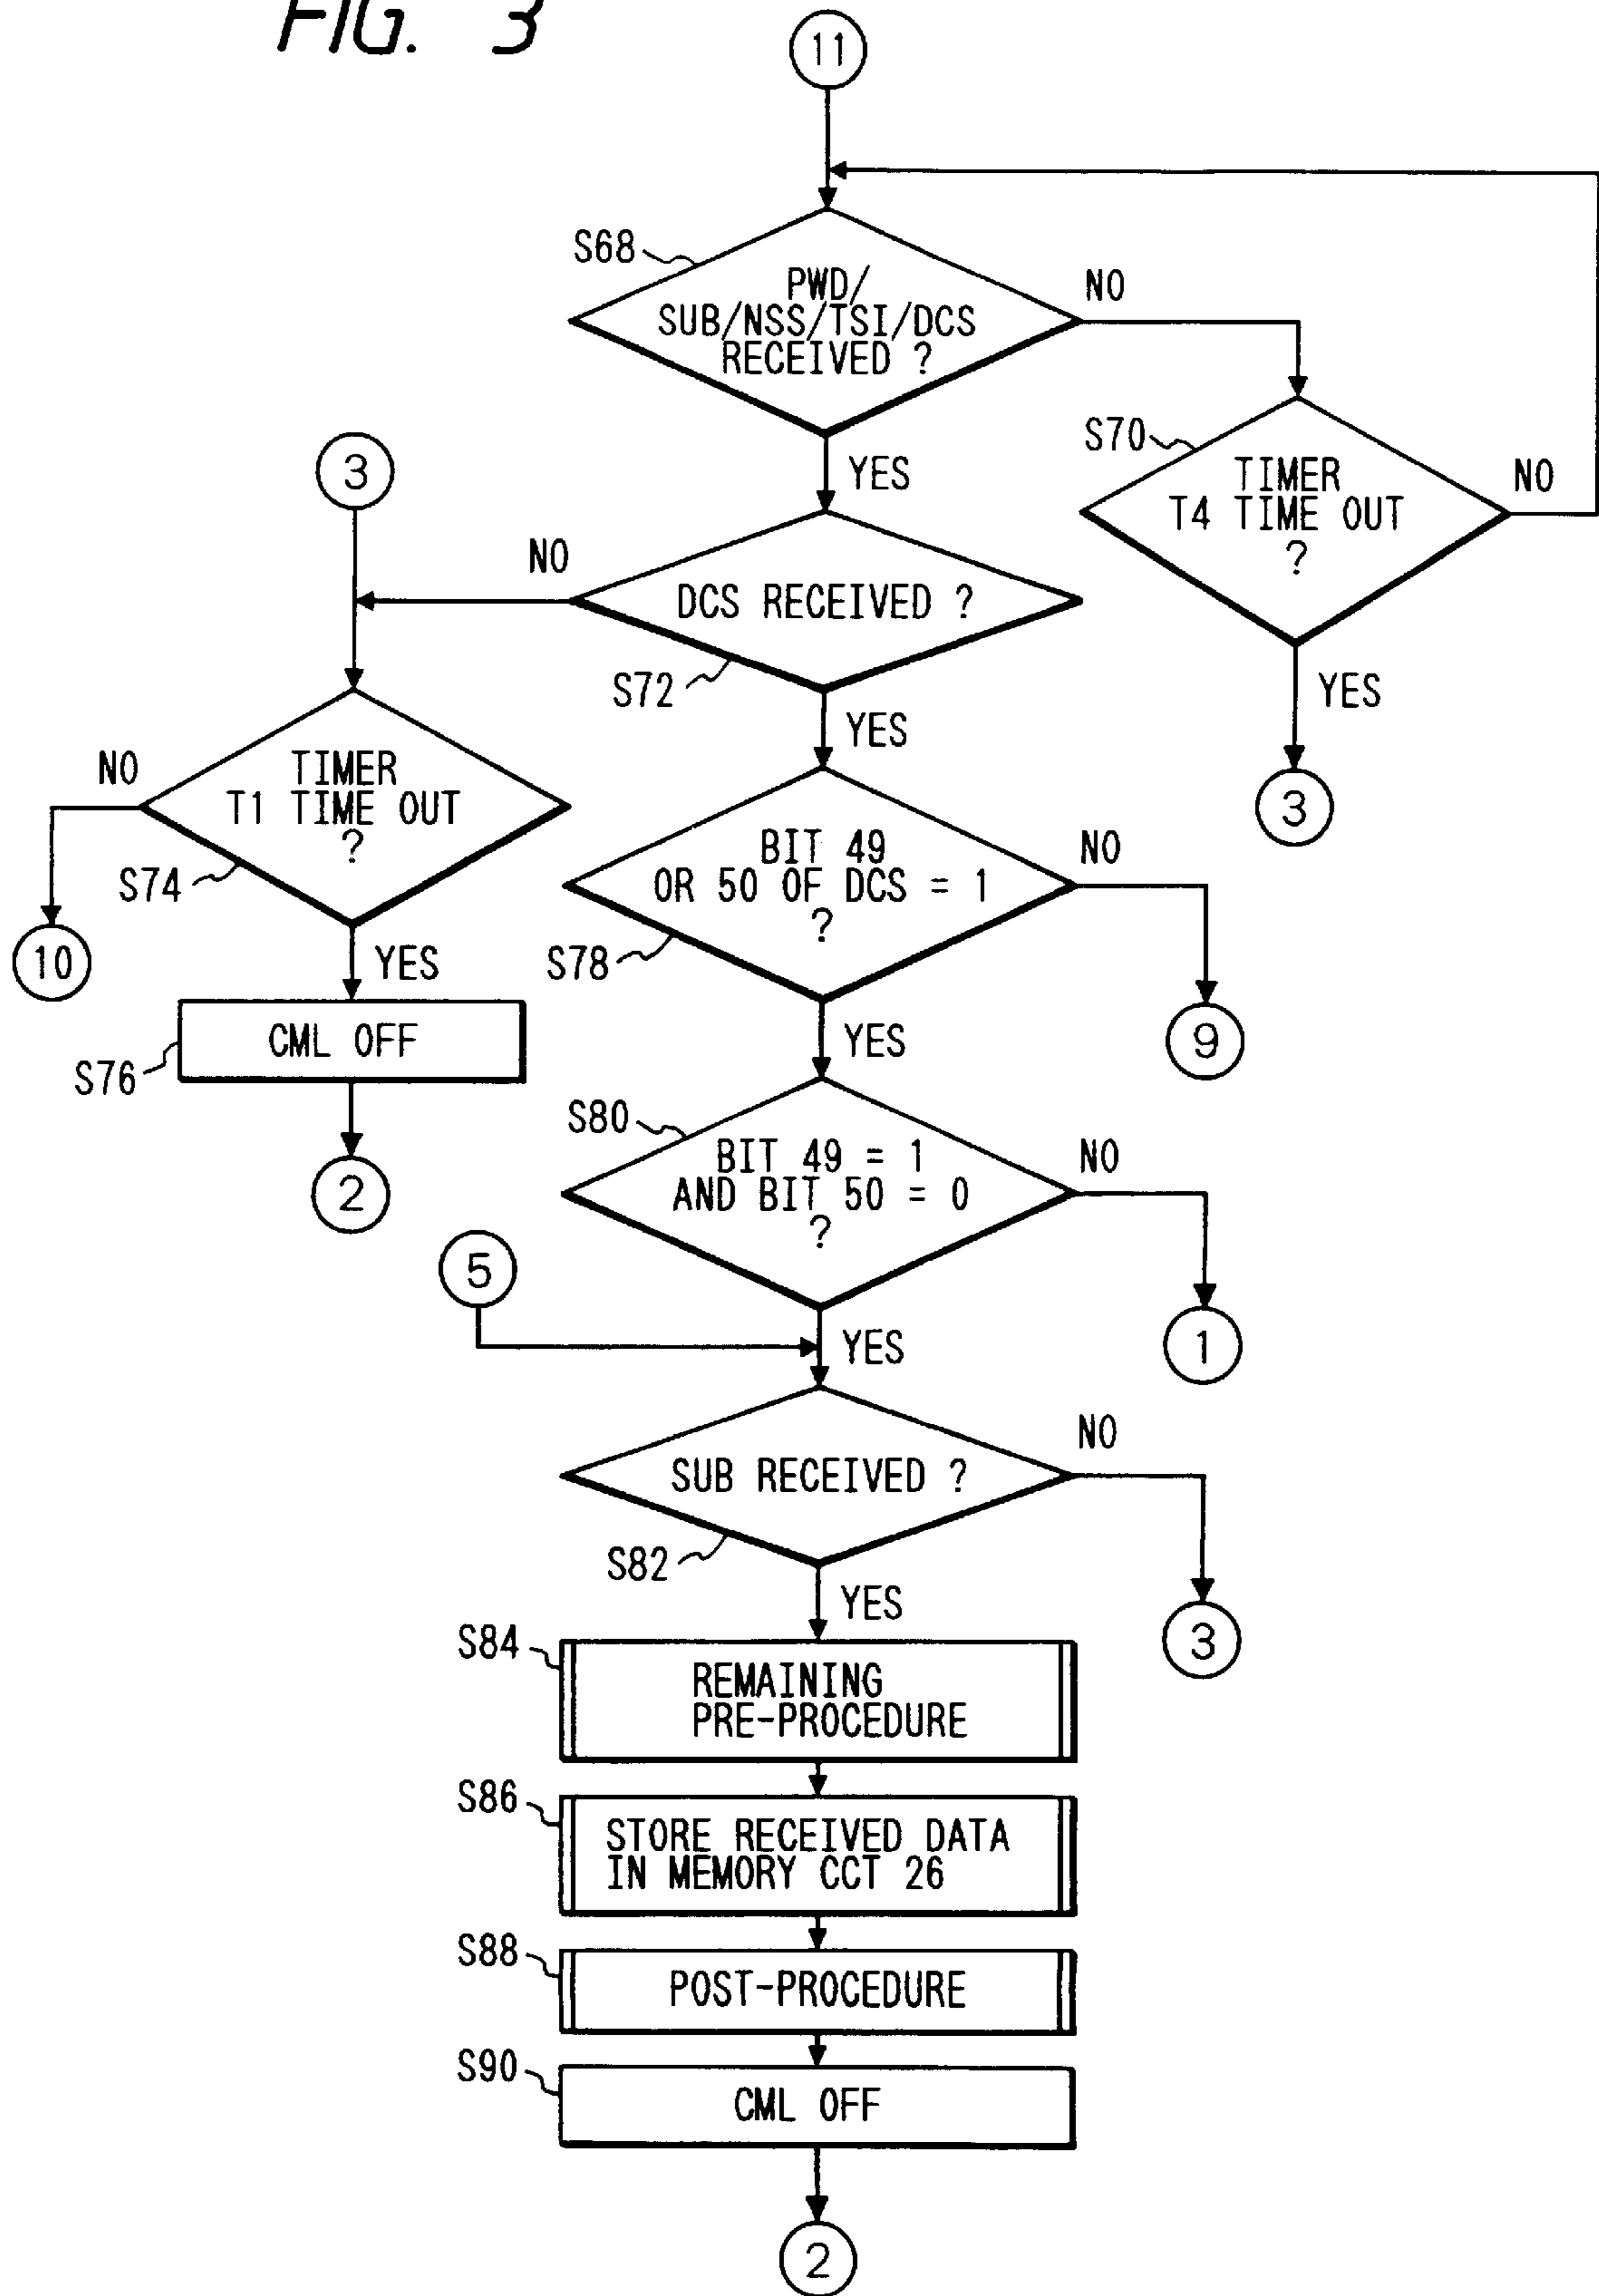 FIG. 3
11
S68
PWD/
SUB/NSS/TSI/DCS
RECEIVED ?
NO
YES
S70
TIMER
T4 TIME OUT
?
NO
YES
3
3
NO
DCS RECEIVED ?
S72
YES
NO
TIMER
T1 TIME OUT
?
S74
10
YES
CML OFF
S76
2
BIT 49
OR 50 OF DCS = 1
?
S78
NO
9
YES
S80
BIT 49 = 1
AND BIT 50 = 0
?
NO
1
5
YES
SUB RECEIVED ?
S82
NO
3
YES
S84
REMAINING
PRE-PROCEDURE
S86
STORE RECEIVED DATA
IN MEMORY CCT 26
S88
POST-PROCEDURE
S90
CML OFF
2